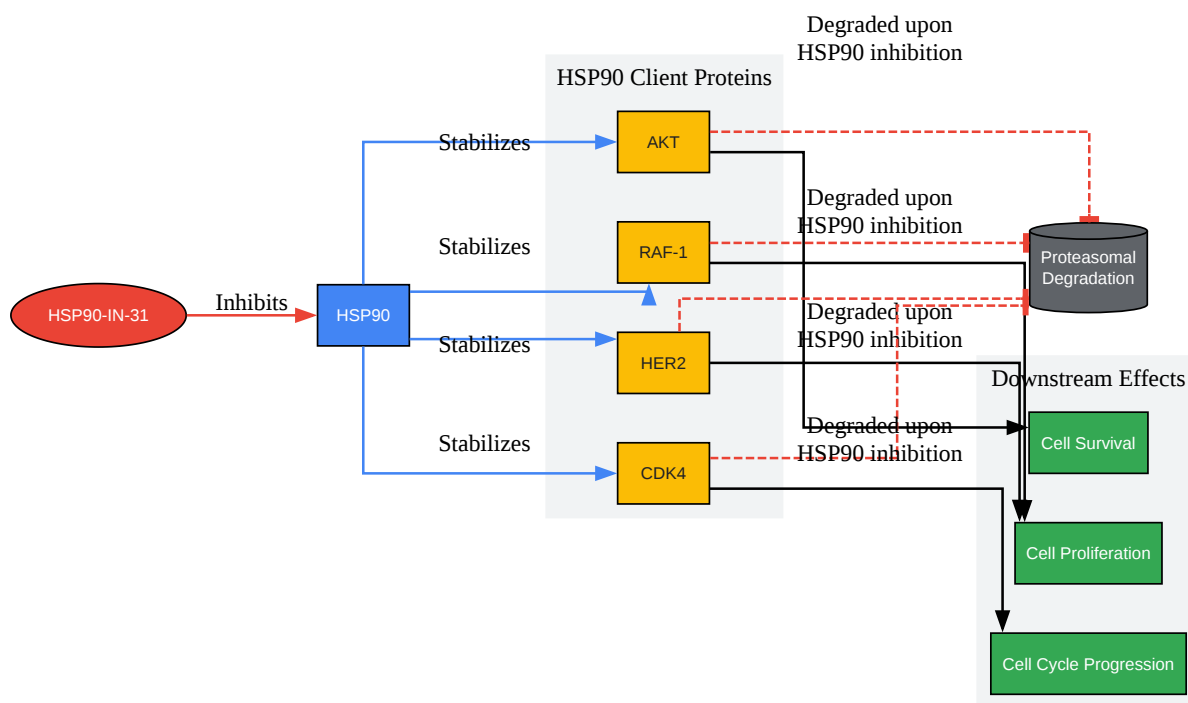 Degraded upon
HSP90 inhibition
HSP90 Client Proteins
Stabilizes
AKT
Degraded upon
HSP90 inhibition
Stabilizes
RAF-1
Proteasomal
Degradation
HSP90-IN-31
Inhibits
HSP90
Stabilizes
HER2
Degraded upon
HSP90 inhibition
Downstream Effects
Stabilizes
CDK4
Degraded upon
HSP90 inhibition
Cell Survival
Cell Proliferation
Cell Cycle Progression